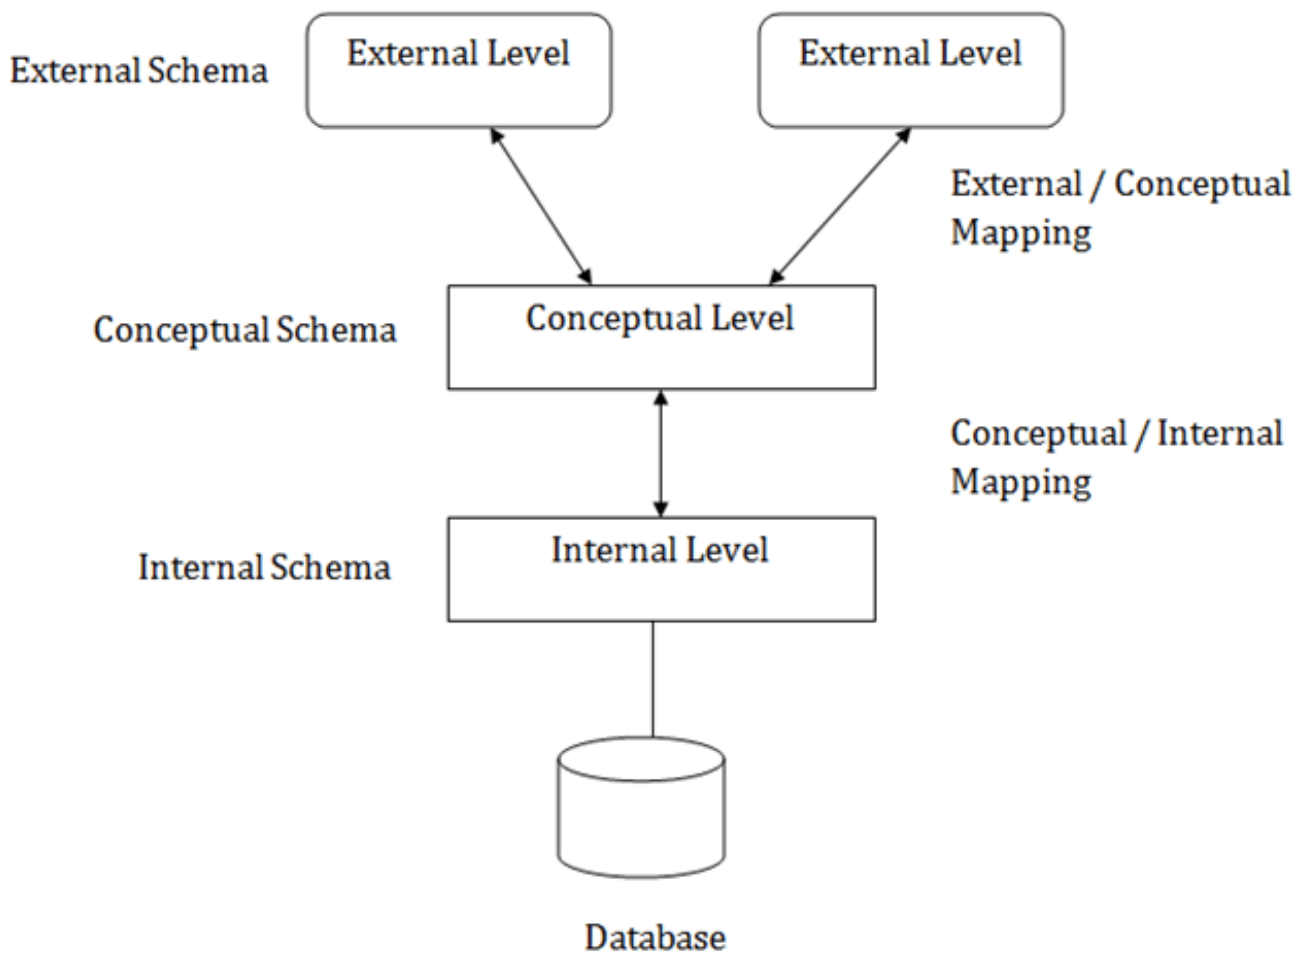 External Level
External Level
External Schema
External / Conceptual
Mapping
Conceptual Level
Conceptual Schema
Conceptual / Internal
Mapping
Internal Level
Internal Schema
Database